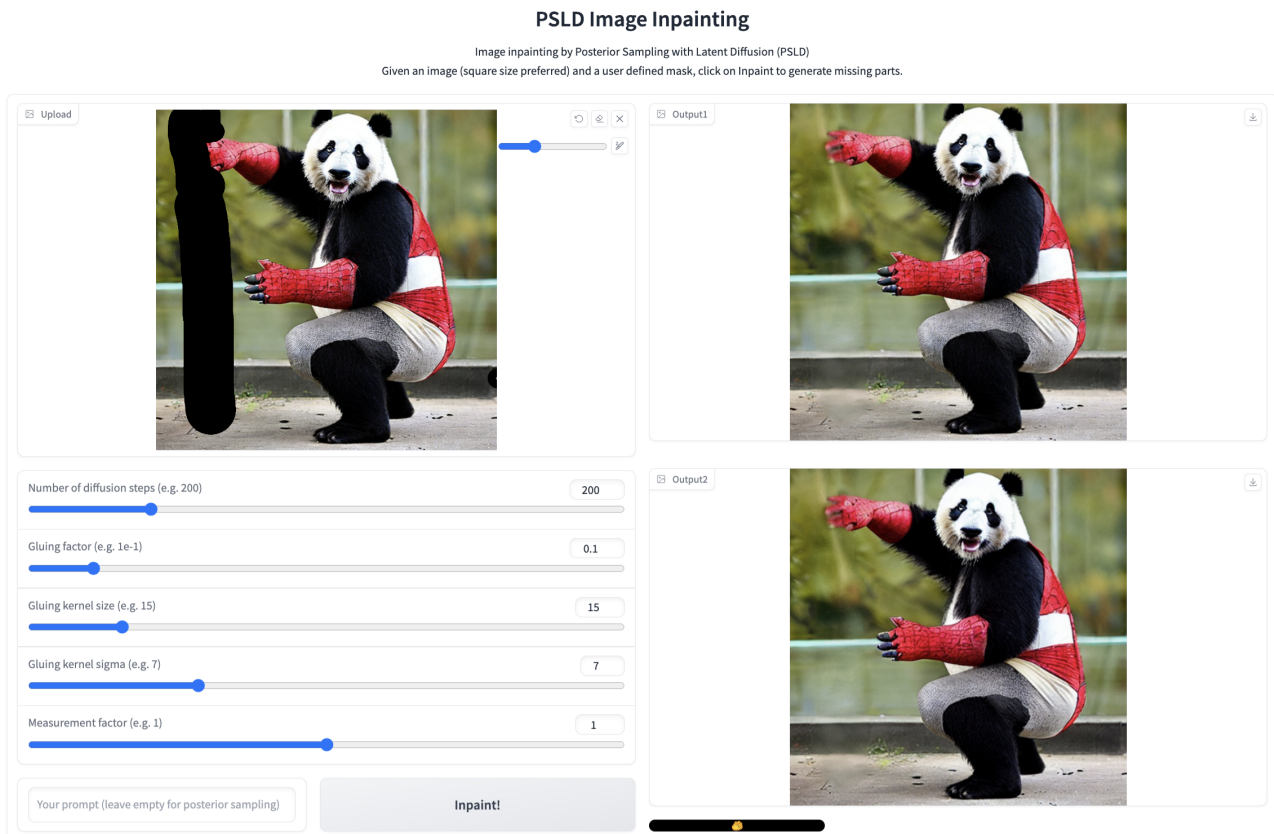 PSLD Image Inpainting
Image inpainting by Posterior Sampling with Latent Diffusion (PSLD)
Given an image (square size preferred) and a user defined mask, click on Inpaint to generate missing parts.
Upload
Output1
Number of diffusion steps (e.g. 200)
200
Gluing factor (e.g. 1e-1)
0.1
Gluing kernel size (e.g. 15)
15
Gluing kernel sigma (e.g. 7)
7
Measurement factor (e.g. 1)
1
Your prompt (leave empty for posterior sampling)
Inpaint!
Output2